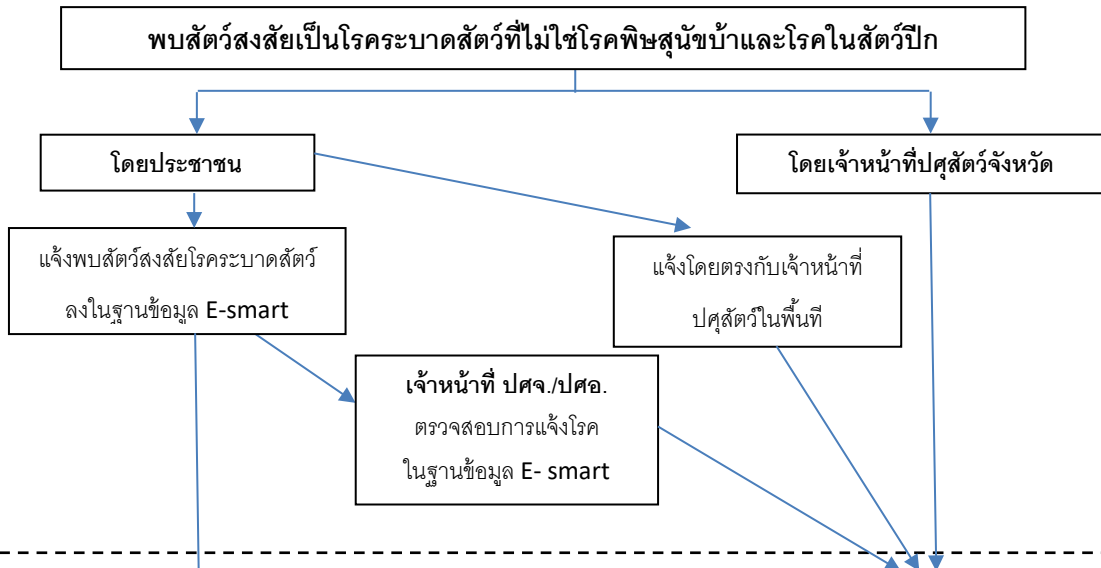 พบสัตว์สงสัยเป็นโรคระบาดสัตว์ที่ไม่ใช่โรคพิษสุนัขบ้าและโรคในสัตว์ปีก
โดยประชาชน
โดยเจ้าหน้าที่ปศุสัตว์จังหวัด
แจ้งพบสัตว์สงสัยโรคระบาดสัตว์
ลงในฐานข้อมูล E-smart
แจ้งโดยตรงกับเจ้าหน้าที่
ปศุสัตว์ในพื้นที่
เจ้าหน้าที่ ปศจ./ปศอ.
ตรวจสอบการแจ้งโรค
ในฐานข้อมูล E- smart